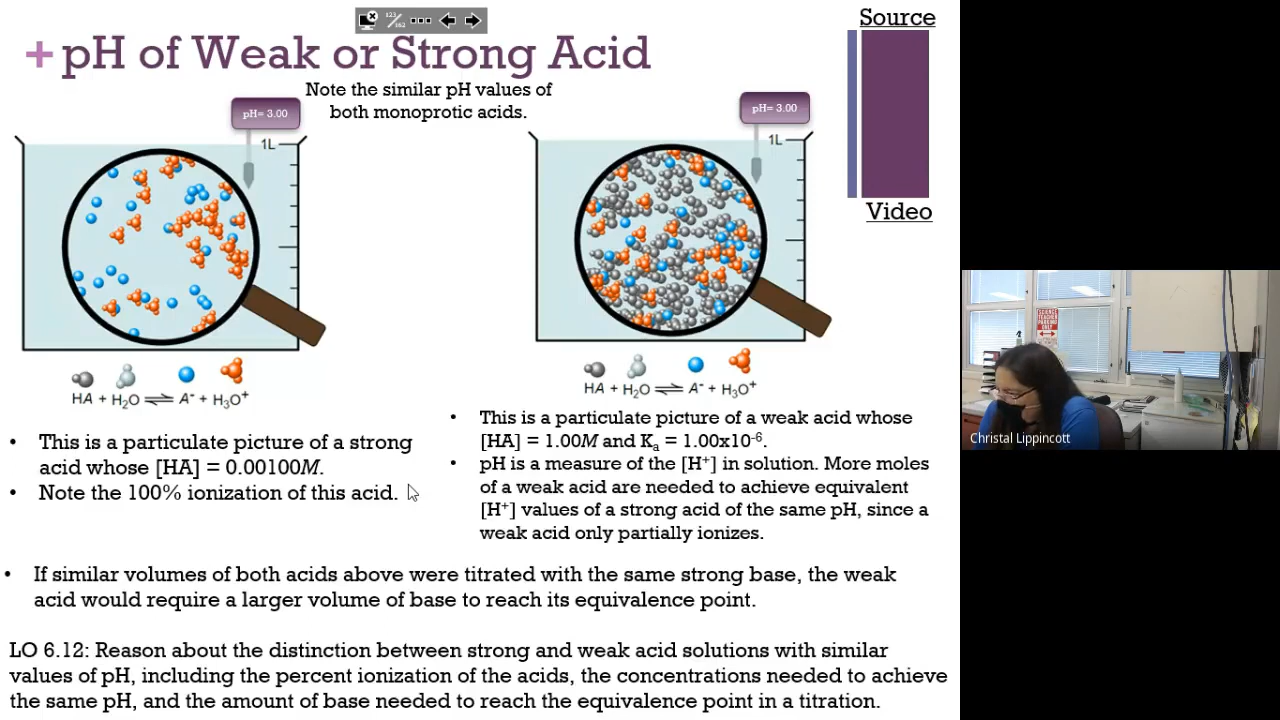 123/162
Source
+ pH of Weak or Strong Acid
Note the similar pH values of
both monoprotic acids.
pH= 3.00
1L
pH= 3.00
1L
Video
SCIENCE
TEACHER
PARKING
ONLY
HA + H₂O ⇌ A⁻ + H₃O⁺
HA + H₂O ⇌ A⁻ + H₃O⁺
• This is a particulate picture of a strong
acid whose [HA] = 0.00100M.
• Note the 100% ionization of this acid.
• This is a particulate picture of a weak acid whose
[HA] = 1.00M and Kₐ = 1.00x10⁻⁶.
• pH is a measure of the [H⁺] in solution. More moles
of a weak acid are needed to achieve equivalent
[H⁺] values of a strong acid of the same pH, since a
weak acid only partially ionizes.
Christal Lippincott
• If similar volumes of both acids above were titrated with the same strong base, the weak
acid would require a larger volume of base to reach its equivalence point.
LO 6.12: Reason about the distinction between strong and weak acid solutions with similar
values of pH, including the percent ionization of the acids, the concentrations needed to achieve
the same pH, and the amount of base needed to reach the equivalence point in a titration.